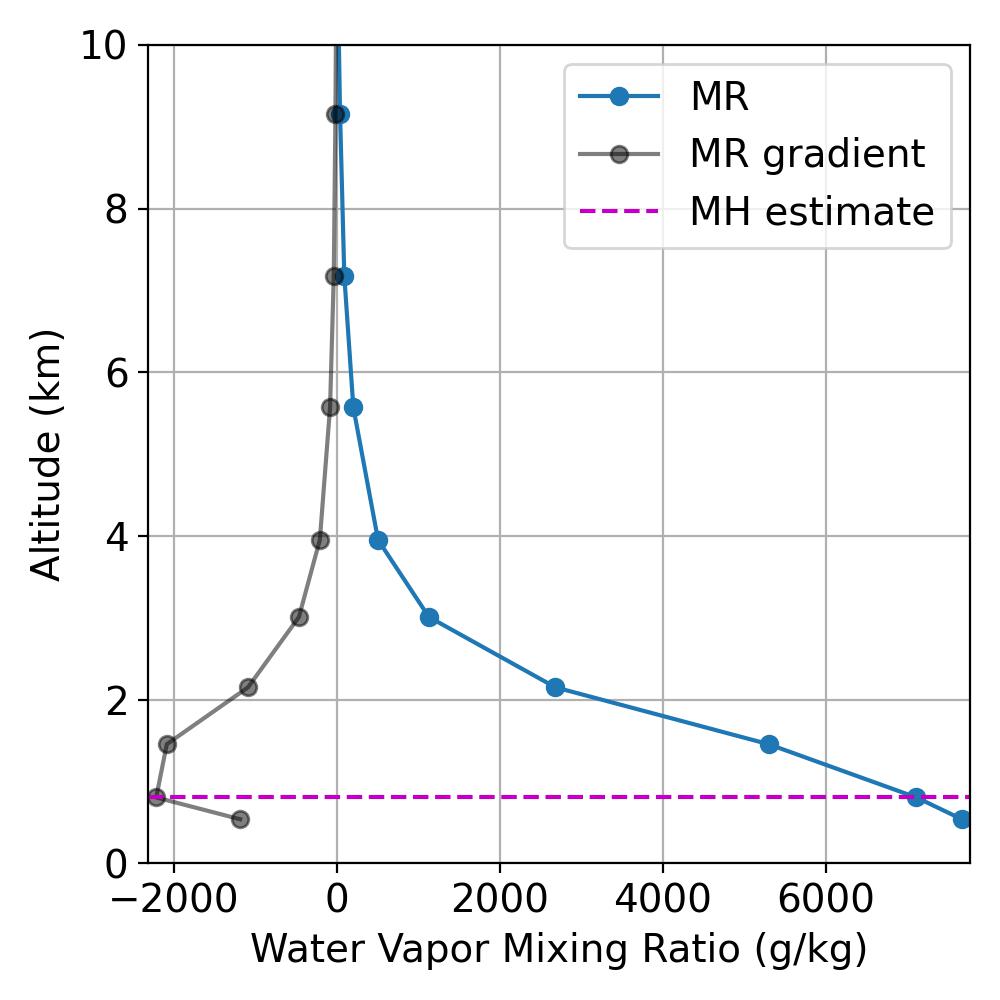 10
8
6
4
2
0
Altitude (km)
−2000
0
2000
4000
6000
Water Vapor Mixing Ratio (g/kg)
MR
MR gradient
MH estimate